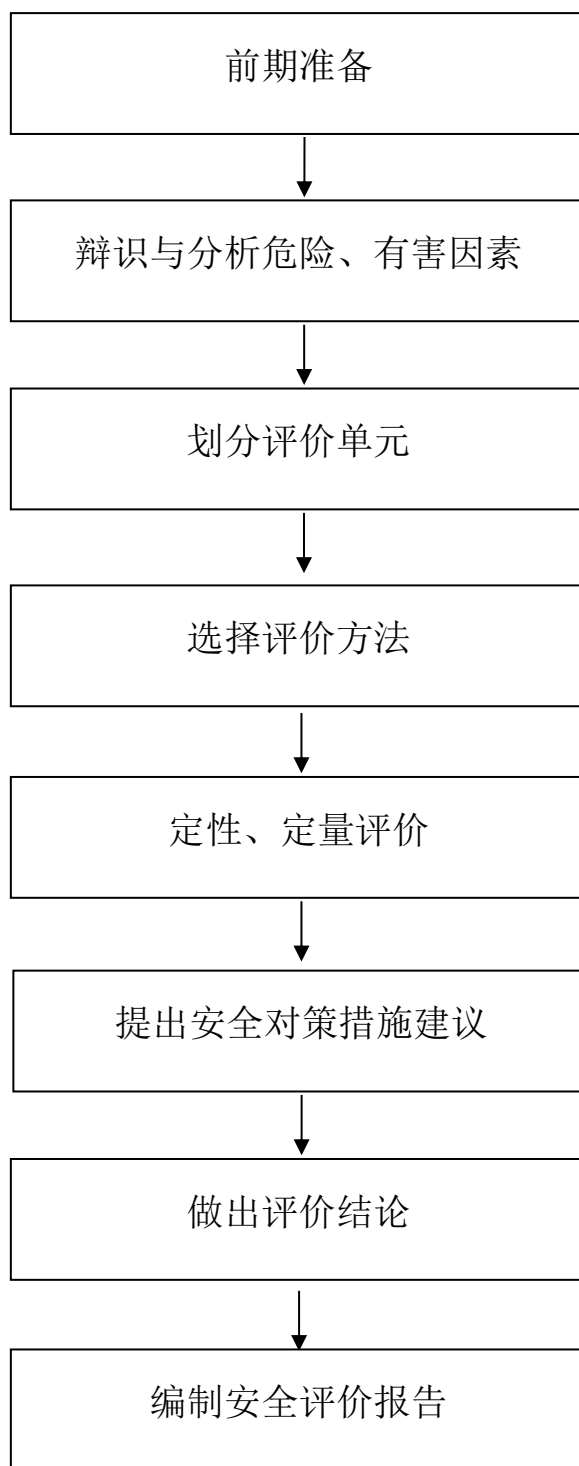 前期准备
辩识与分析危险、有害因素
划分评价单元
选择评价方法
定性、定量评价
提出安全对策措施建议
做出评价结论
编制安全评价报告